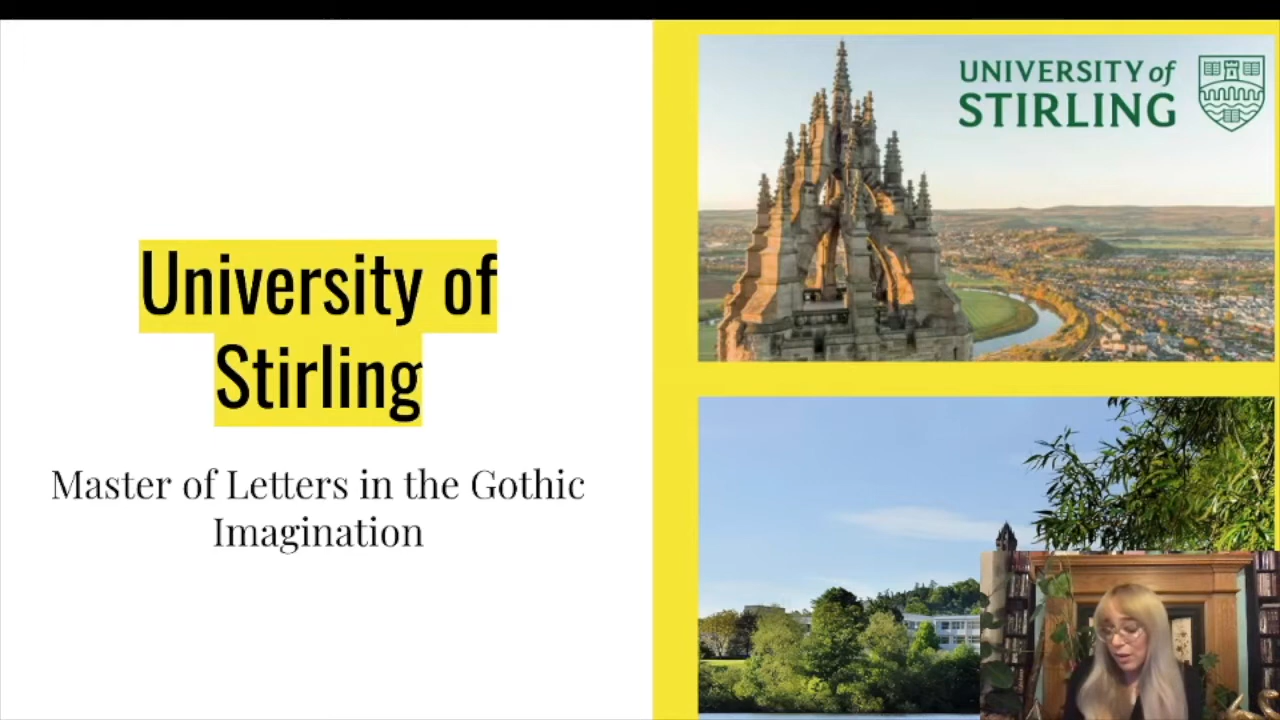 University of
Stirling
Master of Letters in the Gothic
Imagination
UNIVERSITY of
STIRLING